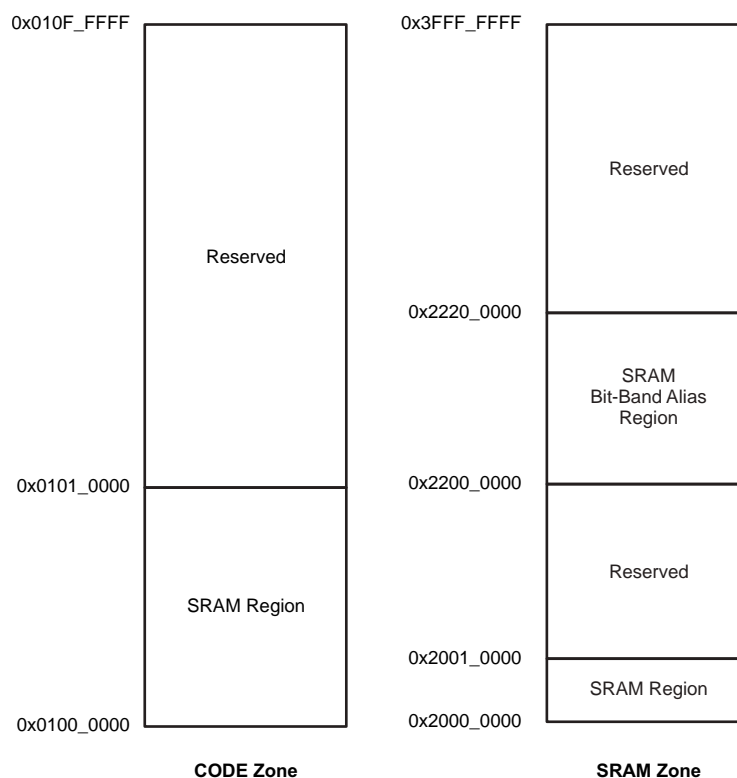 0x010F_FFFF
Reserved
0x0101_0000
SRAM Region
0x0100_0000
CODE Zone
0x3FFF_FFFF
Reserved
0x2220_0000
SRAM
Bit-Band Alias
Region
0x2200_0000
Reserved
0x2001_0000
SRAM Region
0x2000_0000
SRAM Zone